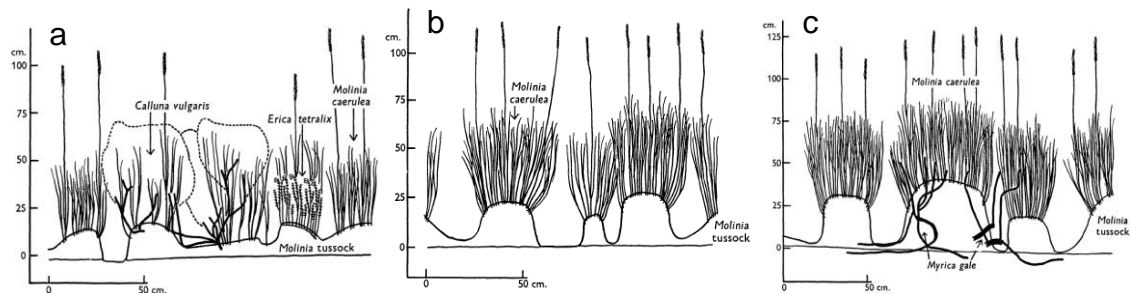 a
cm.
100
75
50
25
0
Calluna vulgaris
Erica tetralix
Molinia
caerulea
Molinia tussock
0
50 cm.
b
cm.
100
75
50
25
0
Molinia
caerulea
Molinia
tussock
0
50 cm.
c
cm.
125
100
75
50
25
0
Molinia caerulea
Molinia
tussock
Myrica gale
0
50 cm.